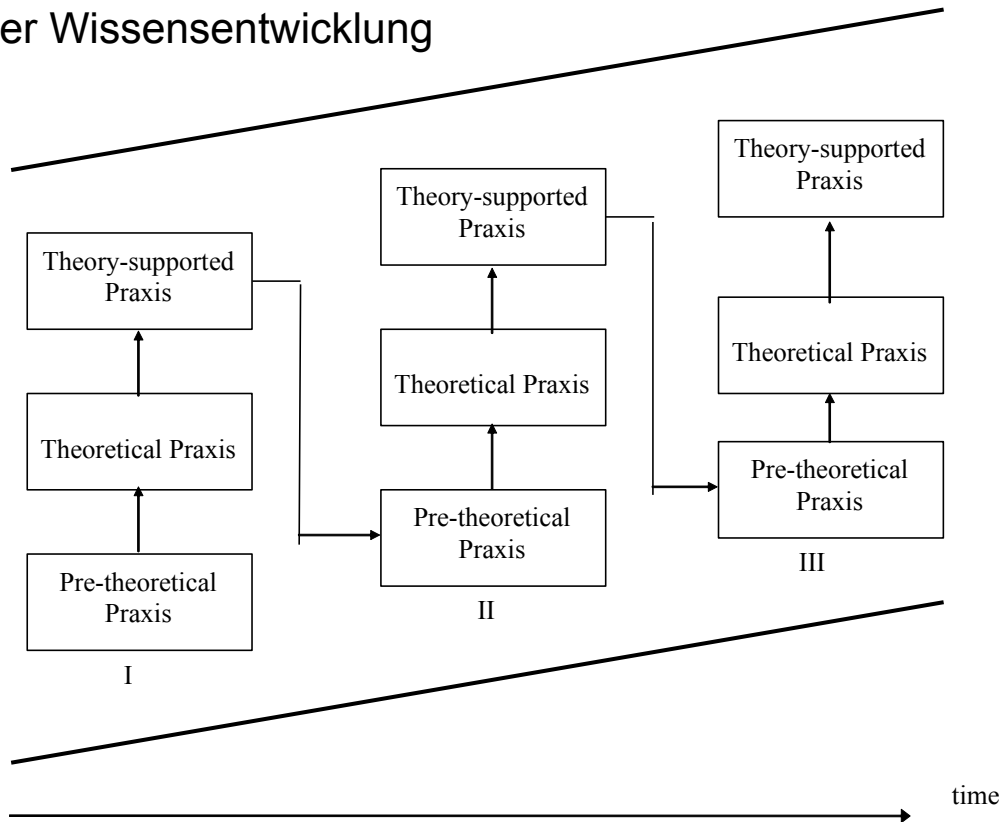 er Wissensentwicklung
Theory-supported
Praxis
Theoretical Praxis
Pre-theoretical
Praxis
I
Theory-supported
Praxis
Theoretical Praxis
Pre-theoretical
Praxis
II
Theory-supported
Praxis
Theoretical Praxis
Pre-theoretical
Praxis
III
time